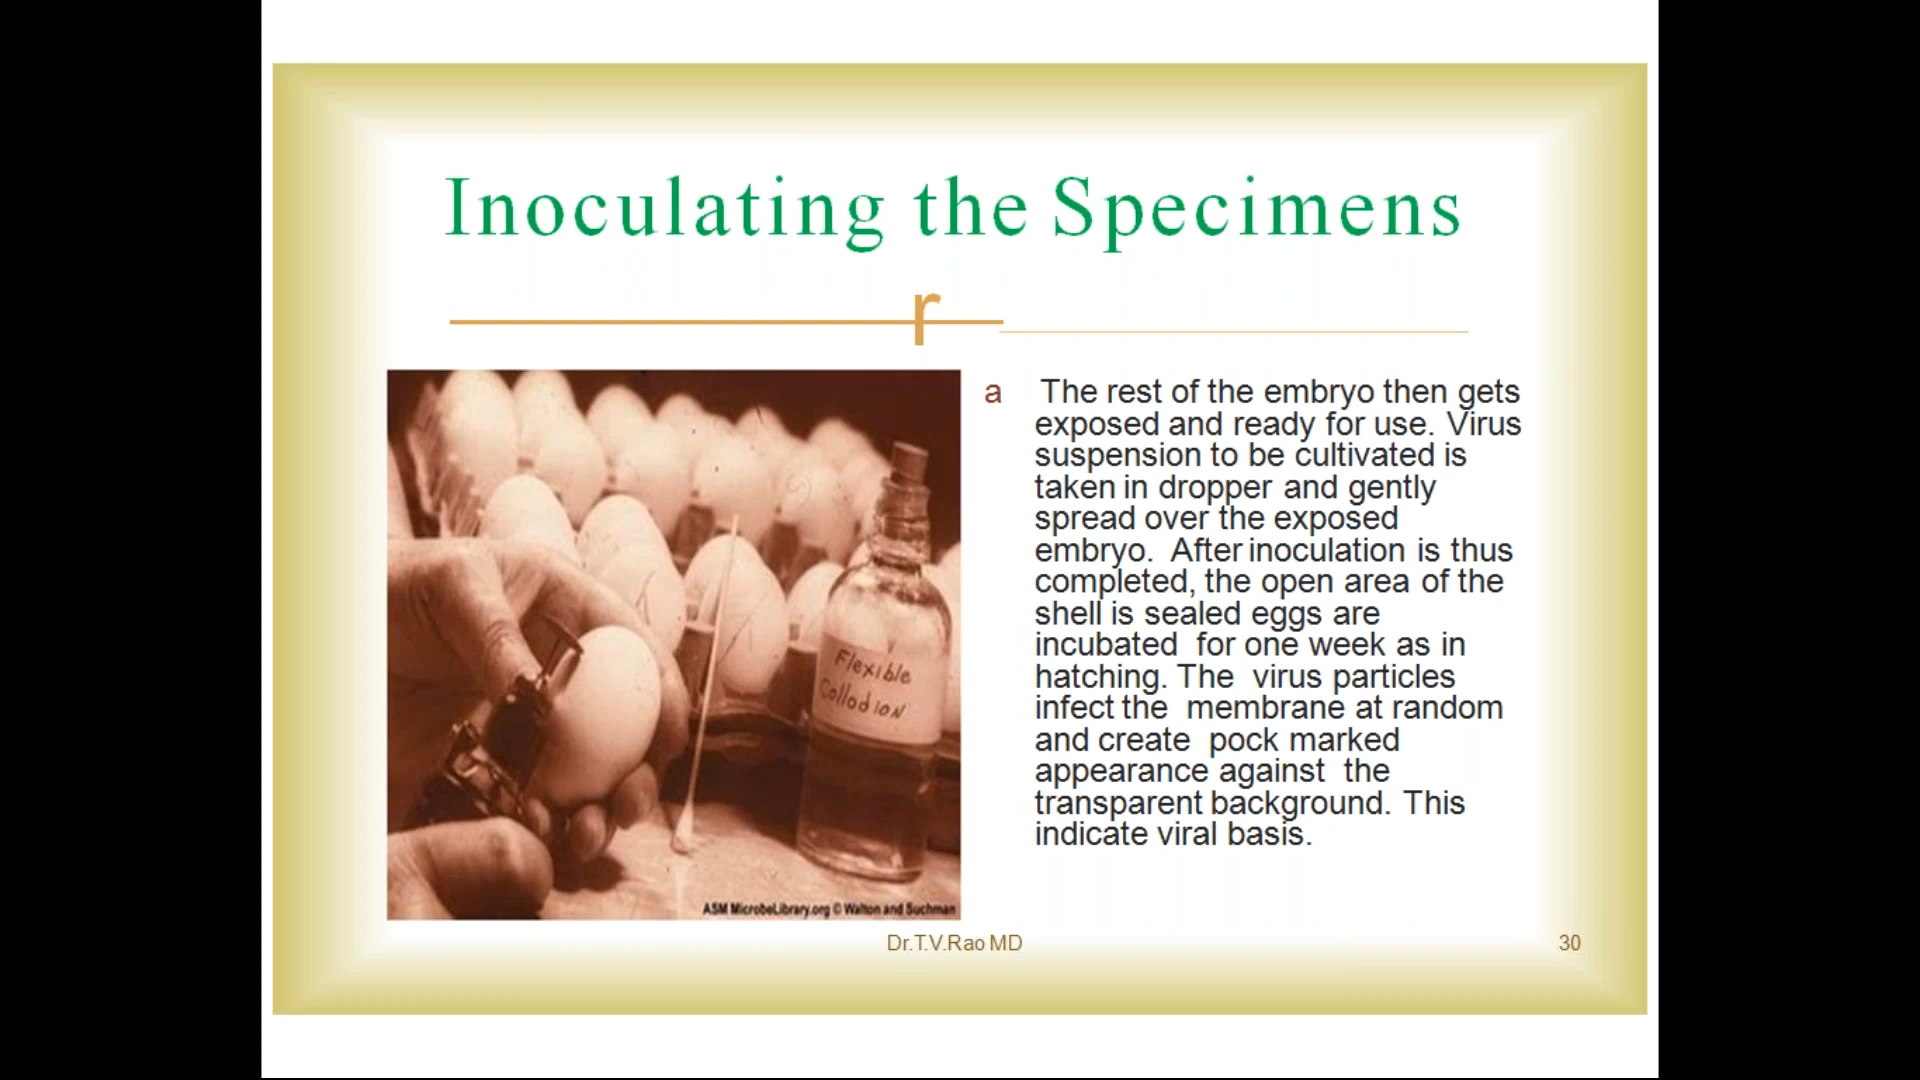 Inoculating the Specimens
r
a The rest of the embryo then gets
exposed and ready for use. Virus
suspension to be cultivated is
taken in dropper and gently
spread over the exposed
embryo. After inoculation is thus
completed, the open area of the
shell is sealed eggs are
incubated for one week as in
hatching. The virus particles
infect the membrane at random
and create pock marked
appearance against the
transparent background. This
indicate viral basis.
Flexible
Collodion
ASM MicrobeLibrary.org © Walton and Suchman
Dr.T.V.Rao MD
30